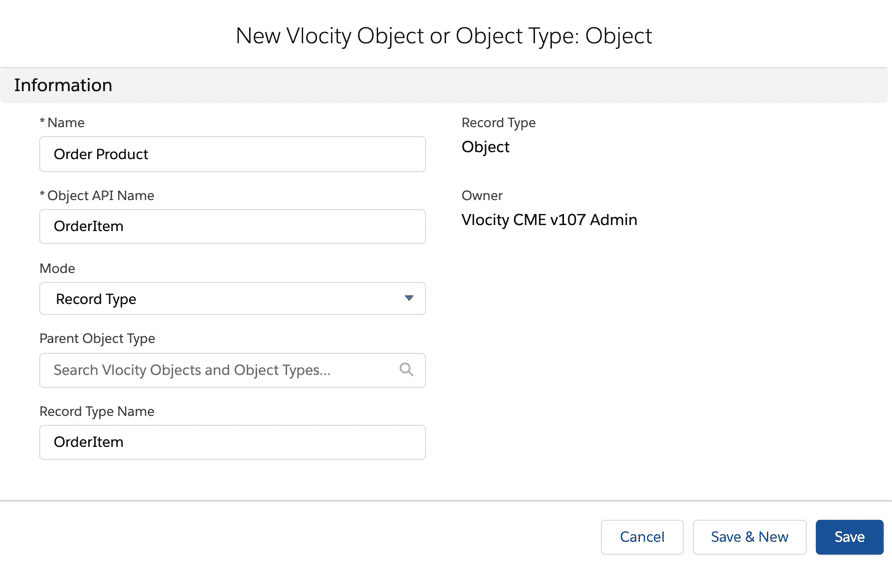 New Vlocity Object or Object Type: Object
Information
* Name
Order Product
Record Type
Object
* Object API Name
OrderItem
Owner
Vlocity CME v107 Admin
Mode
Record Type
Parent Object Type
Search Vlocity Objects and Object Types...
Record Type Name
OrderItem
Cancel
Save & New
Save